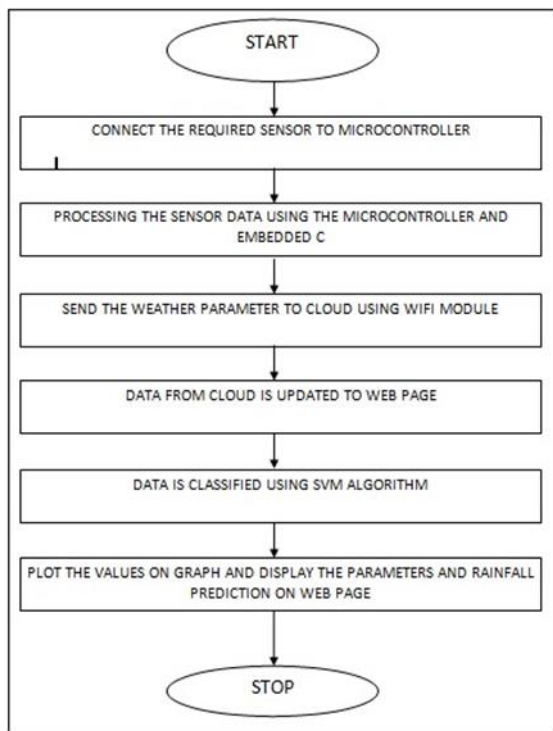 START
CONNECT THE REQUIRED SENSOR TO MICROCONTROLLER
PROCESSING THE SENSOR DATA USING THE MICROCONTROLLER AND
EMBEDDED C
SEND THE WEATHER PARAMETER TO CLOUD USING WIFI MODULE
DATA FROM CLOUD IS UPDATED TO WEB PAGE
DATA IS CLASSIFIED USING SVM ALGORITHM
PLOT THE VALUES ON GRAPH AND DISPLAY THE PARAMETERS AND RAINFALL
PREDICTION ON WEB PAGE
STOP